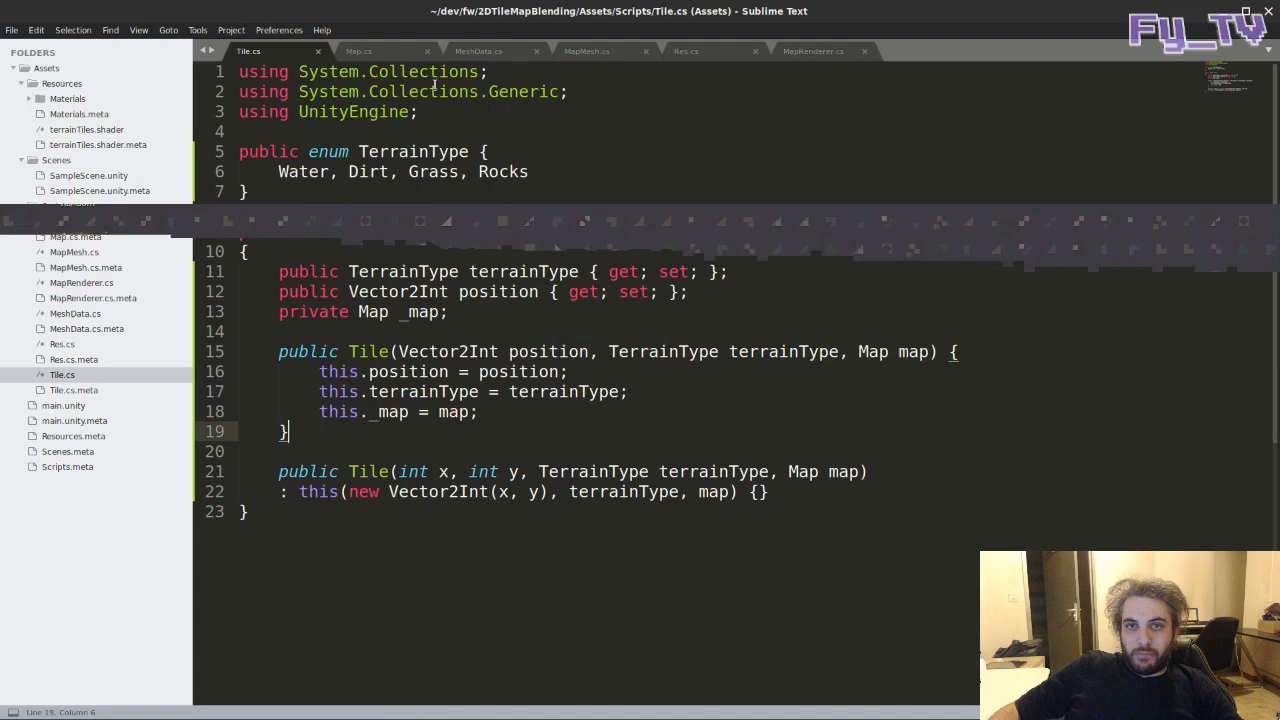 ~/dev/fw/2DTileMapBlending/Assets/Scripts/Tile.cs (Assets) - Sublime Text
Fy_TV
File Edit Selection Find View Goto Tools Project Preferences Help
FOLDERS
Assets
Resources
Materials
Materials.meta
terrainTiles.shader
terrainTiles.shader.meta
Scenes
SampleScene.unity
SampleScene.unity.meta
Map.cs.meta
MapMesh.cs
MapMesh.cs.meta
MapRenderer.cs
MapRenderer.cs.meta
MeshData.cs
MeshData.cs.meta
Res.cs
Res.cs.meta
Tile.cs
Tile.cs.meta
main.unity
main.unity.meta
Resources.meta
Scenes.meta
Scripts.meta
Tile.cs Map.cs MeshData.cs MapMesh.cs Res.cs MapRenderer.cs
1 using System.Collections;
2 using System.Collections.Generic;
3 using UnityEngine;
4
5 public enum TerrainType {
6 Water, Dirt, Grass, Rocks
7 }
10 {
11 public TerrainType terrainType { get; set; };
12 public Vector2Int position { get; set; };
13 private Map _map;
14
15 public Tile(Vector2Int position, TerrainType terrainType, Map map) {
16 this.position = position;
17 this.terrainType = terrainType;
18 this._map = map;
19 }
20
21 public Tile(int x, int y, TerrainType terrainType, Map map)
22 : this(new Vector2Int(x, y), terrainType, map) {}
23 }
Line 19, Column 6